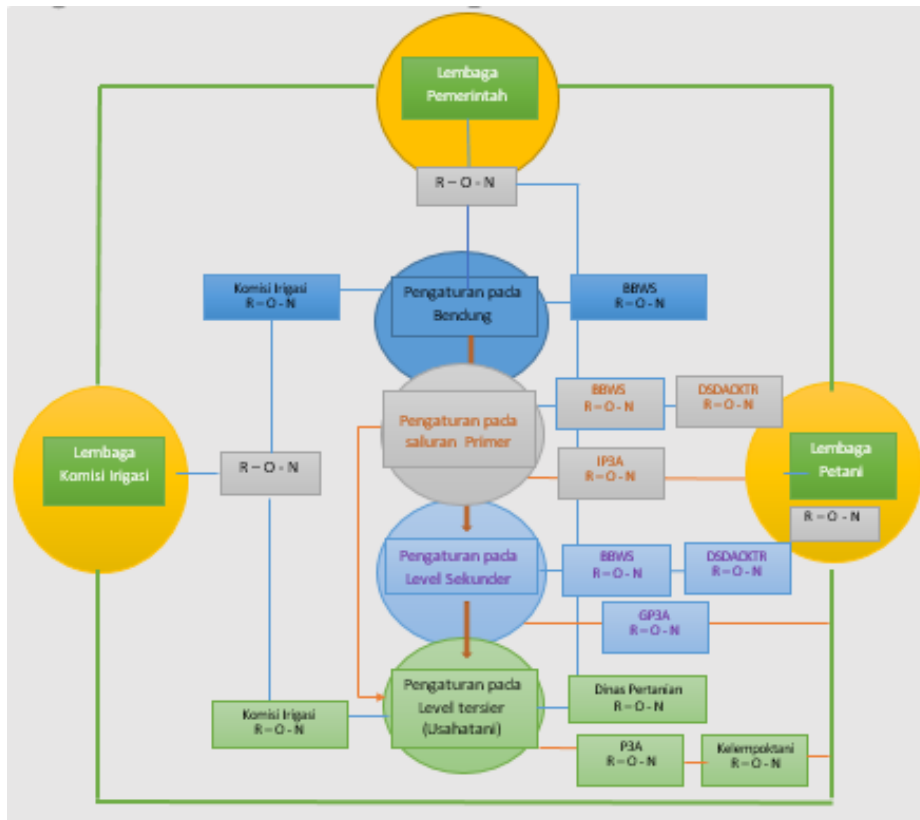 Lembaga
Pemerintah
R – O - N
Komisi Irigasi
R – O - N
Pengaturan pada
Bendung
BBWS
R – O - N
Pengaturan pada
saluran Primer
BBWS
R – O - N
DSDACKTR
R – O - N
IP3A
R – O - N
Lembaga
Komisi Irigasi
R – O - N
Lembaga
Petani
R – O - N
Pengaturan pada
Level Sekunder
BBWS
R – O - N
DSDACKTR
R – O - N
GP3A
R – O - N
Komisi Irigasi
R – O - N
Pengaturan pada
Level tersier
(Usahatani)
Dinas Pertanian
R – O - N
P3A
R – O - N
Kelempoktani
R – O - N